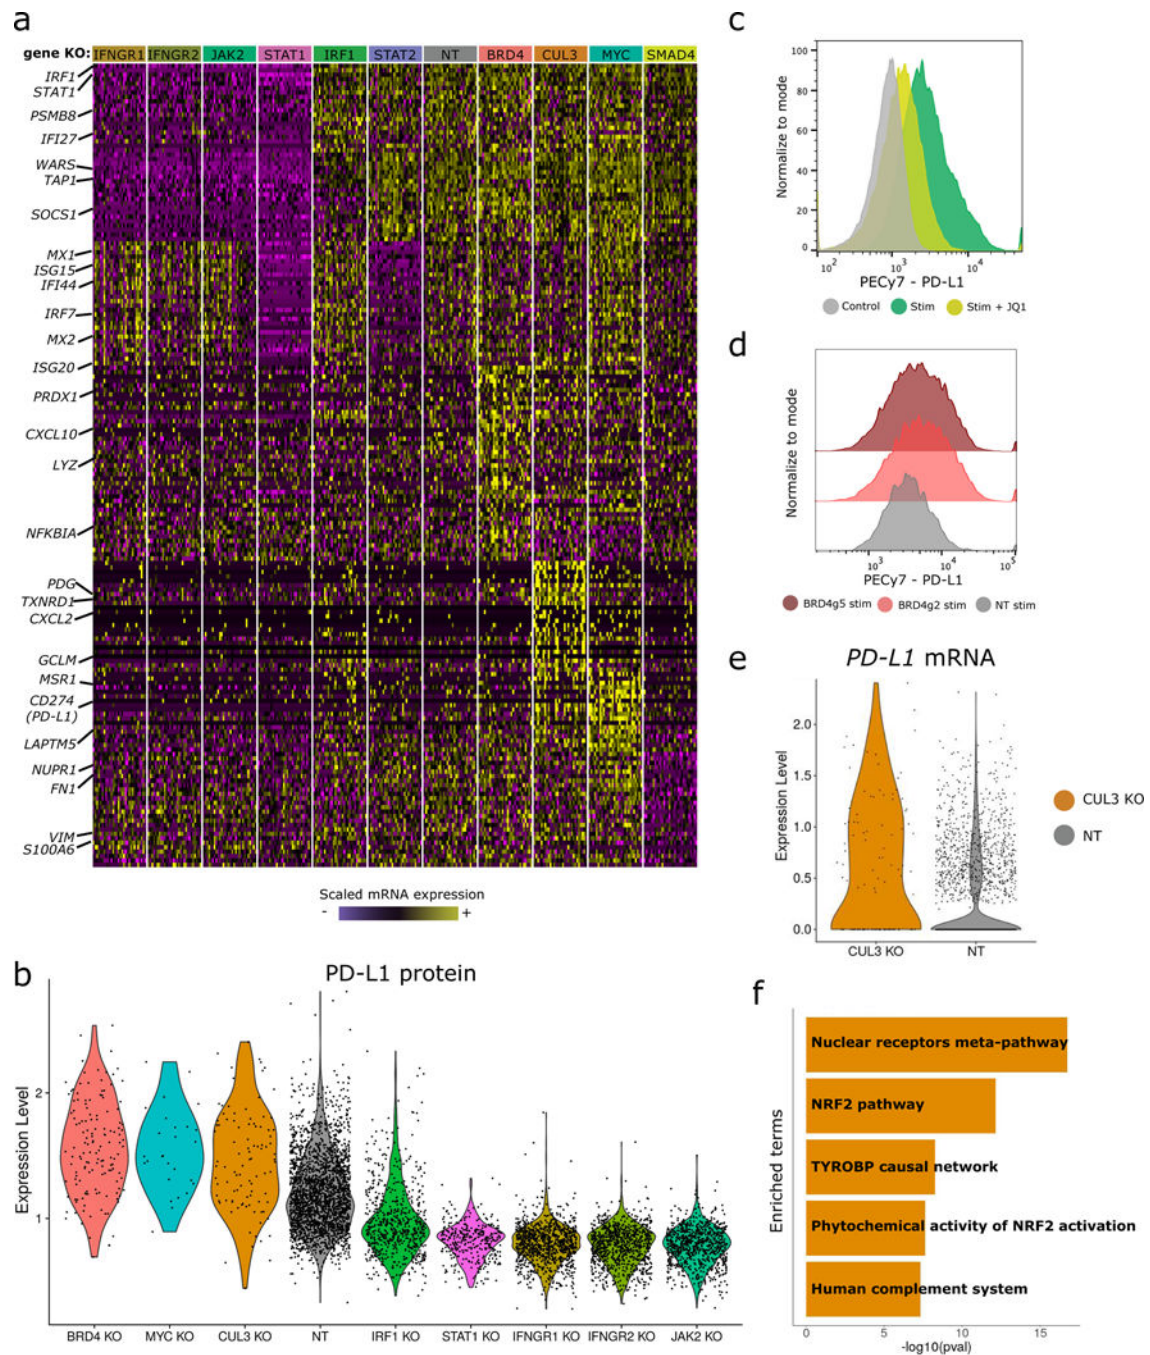 a
gene KO: IFNGR1 IFNGR2 JAK2 STAT1 IRF1 STAT2 NT BRD4 CUL3 MYC SMAD4
IRF1
STAT1
PSMB8
IFI27
WARS
TAP1
SOCS1
MX1
ISG15
IFI44
IRF7
MX2
ISG20
PRDX1
CXCL10
LYZ
NFKBIA
PDG
TXNRD1
CXCL2
GCLM
MSR1
CD274
(PD-L1)
LAPTM5
NUPR1
FN1
VIM
S100A6
Scaled mRNA expression
- +
b
PD-L1 protein
Expression Level
2
1
BRD4 KO MYC KO CUL3 KO NT IRF1 KO STAT1 KO IFNGR1 KO IFNGR2 KO JAK2 KO
c
Normalize to mode
100
80
60
40
20
0
10² 10³ 10⁴
PECy7 - PD-L1
Control Stim Stim + JQ1
d
Normalize to mode
10³ 10⁴ 10⁵
PECy7 - PD-L1
BRD4g5 stim BRD4g2 stim NT stim
e
PD-L1 mRNA
Expression Level
2.0
1.5
1.0
0.5
0.0
CUL3 KO NT
CUL3 KO
NT
f
Enriched terms
Nuclear receptors meta-pathway
NRF2 pathway
TYROBP causal network
Phytochemical activity of NRF2 activation
Human complement system
0 5 10 15
-log10(pval)